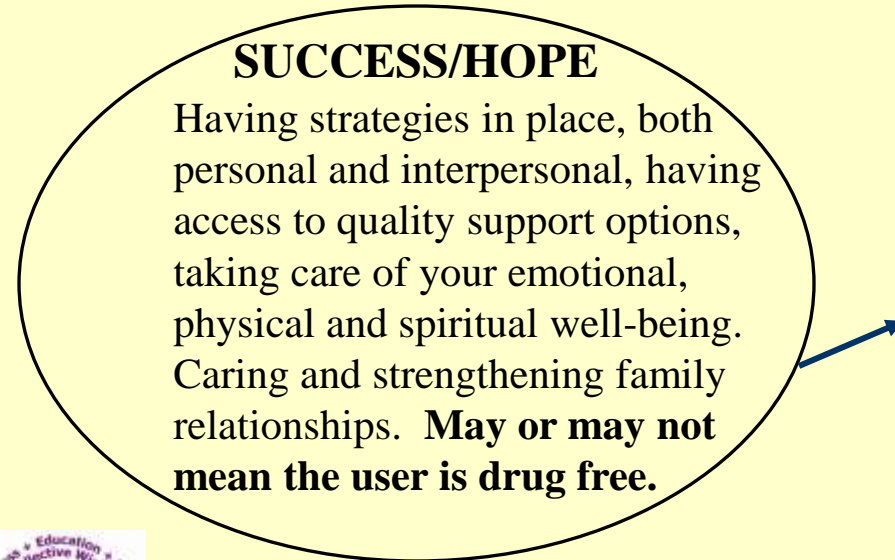 SUCCESS/HOPE
Having strategies in place, both
personal and interpersonal, having
access to quality support options,
taking care of your emotional,
physical and spiritual well-being.
Caring and strengthening family
relationships. May or may not
mean the user is drug free.
Education